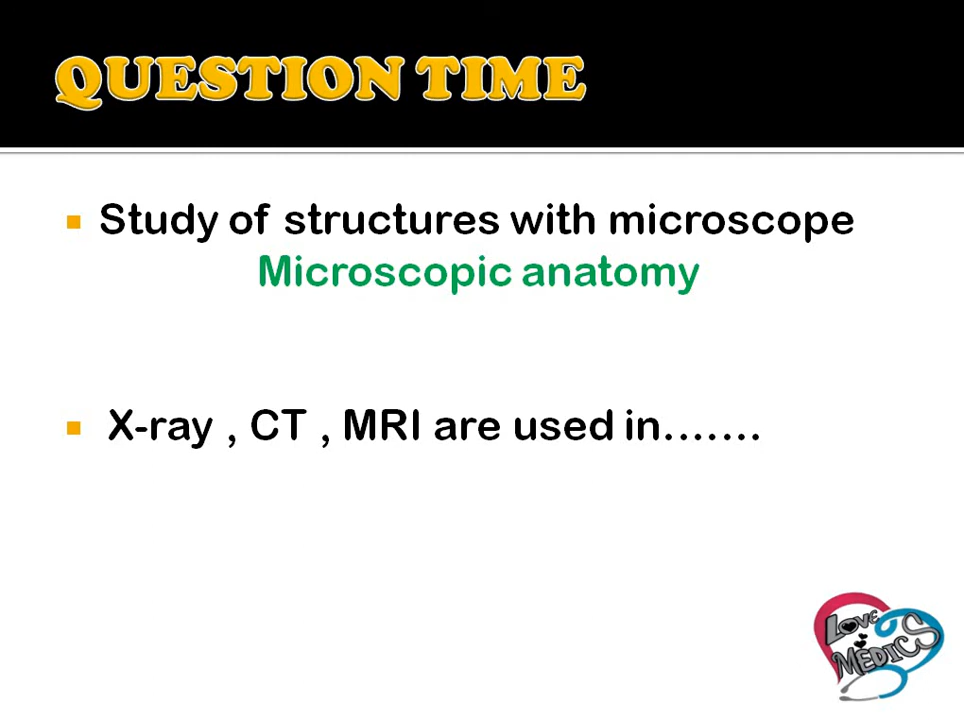 QUESTION TIME
Study of structures with microscope
Microscopic anatomy
X-ray , CT , MRI are used in.......
LOVE
MEDICS